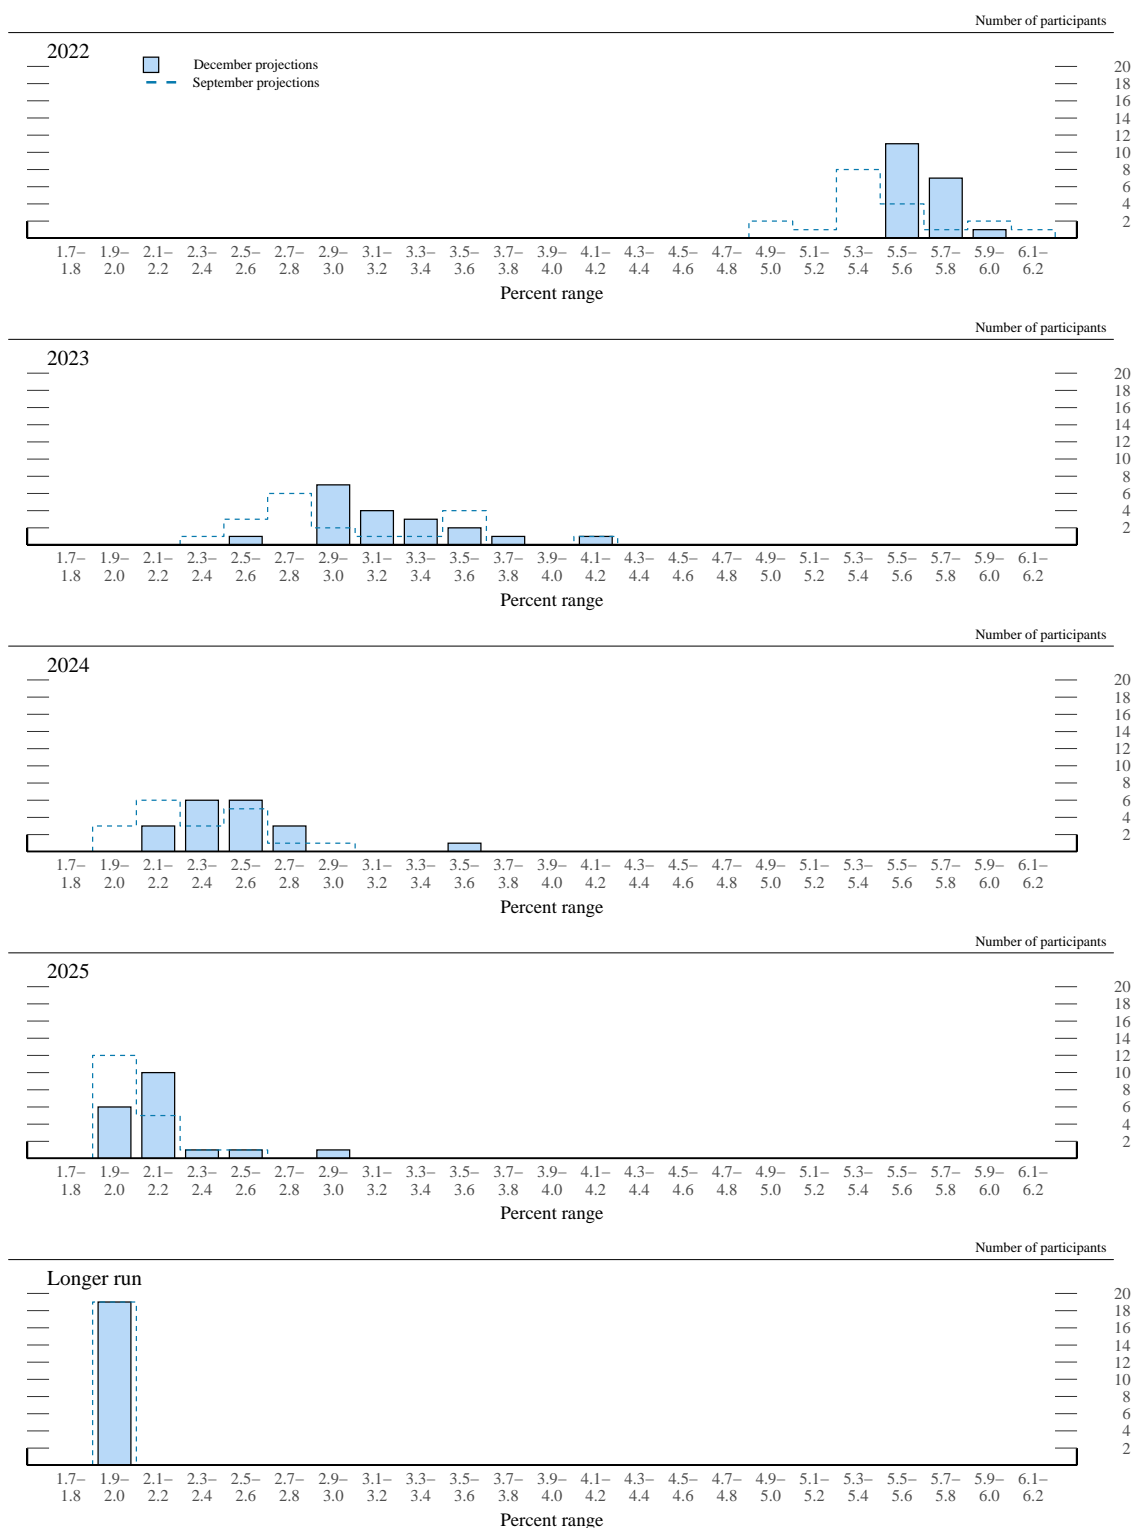 Number of participants
2022
December projections
September projections
20
18
16
14
12
10
8
6
4
2
1.7– 1.9– 2.1– 2.3– 2.5– 2.7– 2.9– 3.1– 3.3– 3.5– 3.7– 3.9– 4.1– 4.3– 4.5– 4.7– 4.9– 5.1– 5.3– 5.5– 5.7– 5.9– 6.1–
1.8 2.0 2.2 2.4 2.6 2.8 3.0 3.2 3.4 3.6 3.8 4.0 4.2 4.4 4.6 4.8 5.0 5.2 5.4 5.6 5.8 6.0 6.2
Percent range
Number of participants
2023
20
18
16
14
12
10
8
6
4
2
1.7– 1.9– 2.1– 2.3– 2.5– 2.7– 2.9– 3.1– 3.3– 3.5– 3.7– 3.9– 4.1– 4.3– 4.5– 4.7– 4.9– 5.1– 5.3– 5.5– 5.7– 5.9– 6.1–
1.8 2.0 2.2 2.4 2.6 2.8 3.0 3.2 3.4 3.6 3.8 4.0 4.2 4.4 4.6 4.8 5.0 5.2 5.4 5.6 5.8 6.0 6.2
Percent range
Number of participants
2024
20
18
16
14
12
10
8
6
4
2
1.7– 1.9– 2.1– 2.3– 2.5– 2.7– 2.9– 3.1– 3.3– 3.5– 3.7– 3.9– 4.1– 4.3– 4.5– 4.7– 4.9– 5.1– 5.3– 5.5– 5.7– 5.9– 6.1–
1.8 2.0 2.2 2.4 2.6 2.8 3.0 3.2 3.4 3.6 3.8 4.0 4.2 4.4 4.6 4.8 5.0 5.2 5.4 5.6 5.8 6.0 6.2
Percent range
Number of participants
2025
20
18
16
14
12
10
8
6
4
2
1.7– 1.9– 2.1– 2.3– 2.5– 2.7– 2.9– 3.1– 3.3– 3.5– 3.7– 3.9– 4.1– 4.3– 4.5– 4.7– 4.9– 5.1– 5.3– 5.5– 5.7– 5.9– 6.1–
1.8 2.0 2.2 2.4 2.6 2.8 3.0 3.2 3.4 3.6 3.8 4.0 4.2 4.4 4.6 4.8 5.0 5.2 5.4 5.6 5.8 6.0 6.2
Percent range
Number of participants
Longer run
20
18
16
14
12
10
8
6
4
2
1.7– 1.9– 2.1– 2.3– 2.5– 2.7– 2.9– 3.1– 3.3– 3.5– 3.7– 3.9– 4.1– 4.3– 4.5– 4.7– 4.9– 5.1– 5.3– 5.5– 5.7– 5.9– 6.1–
1.8 2.0 2.2 2.4 2.6 2.8 3.0 3.2 3.4 3.6 3.8 4.0 4.2 4.4 4.6 4.8 5.0 5.2 5.4 5.6 5.8 6.0 6.2
Percent range